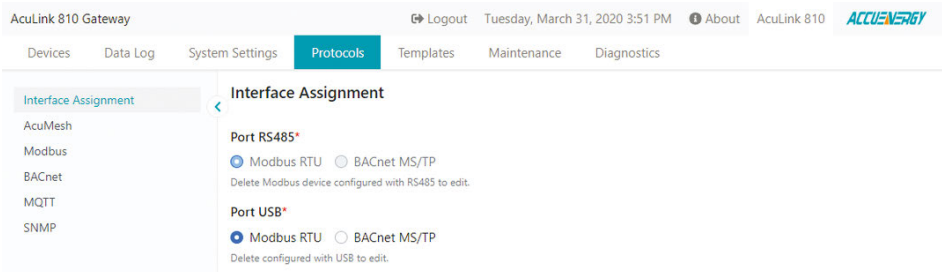 AcuLink 810 Gateway Logout Tuesday, March 31, 2020 3:51 PM About AcuLink 810 ACCUENERGY
Devices Data Log System Settings Protocols Templates Maintenance Diagnostics
Interface Assignment
AcuMesh
Modbus
BACnet
MQTT
SNMP
Interface Assignment
Port RS485*
Modbus RTU BACnet MS/TP
Delete Modbus device configured with RS485 to edit.
Port USB*
Modbus RTU BACnet MS/TP
Delete configured with USB to edit.